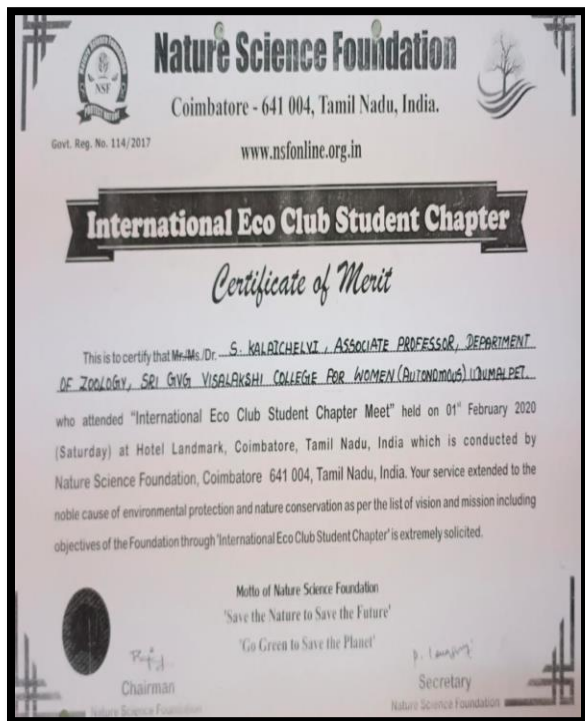 Nature Science Foundation
NSF
Coimbatore - 641 004, Tamil Nadu, India.
Govt. Reg. No. 114/2017
www.nsfonline.org.in
International Eco Club Student Chapter
Certificate of Merit
This is to certify that Mr./Ms./Dr. S. KALAICHELVI, ASSOCIATE PROFESSOR, DEPARTMENT
OF ZOOLOGY, SRI GVG VISALAKSHI COLLEGE FOR WOMEN (AUTONOMOUS) UDUMALPET.
who attended "International Eco Club Student Chapter Meet" held on 01st February 2020
(Saturday) at Hotel Landmark, Coimbatore, Tamil Nadu, India which is conducted by
Nature Science Foundation, Coimbatore 641 004, Tamil Nadu, India. Your service extended to the
noble cause of environmental protection and nature conservation as per the list of vision and mission including
objectives of the Foundation through 'International Eco Club Student Chapter' is extremely solicited.
Motto of Nature Science Foundation
'Save the Nature to Save the Future'
'Go Green to Save the Planet'
Chairman
Nature Science Foundation
Secretary
Nature Science Foundation